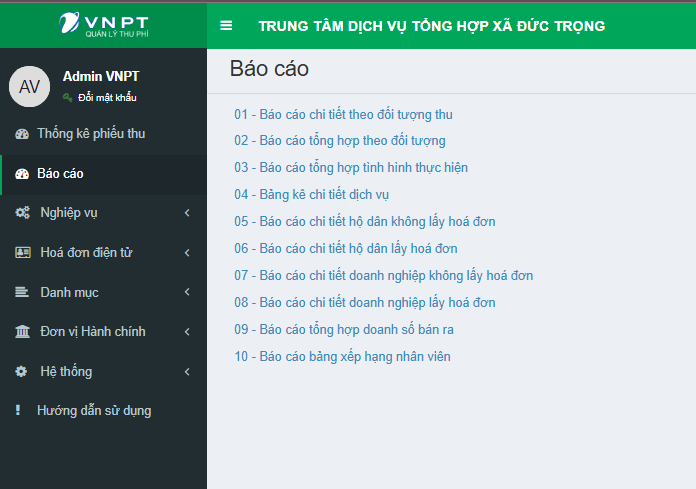 VNPT
QUẢN LÝ THU PHÍ
TRUNG TÂM DỊCH VỤ TỔNG HỢP XÃ ĐỨC TRỌNG
AV
Admin VNPT
Đổi mật khẩu
Thống kê phiếu thu
Báo cáo
Nghiệp vụ
Hoá đơn điện tử
Danh mục
Đơn vị Hành chính
Hệ thống
Hướng dẫn sử dụng
Báo cáo
01 - Báo cáo chi tiết theo đối tượng thu
02 - Báo cáo tổng hợp theo đối tượng
03 - Báo cáo tổng hợp tình hình thực hiện
04 - Bảng kê chi tiết dịch vụ
05 - Báo cáo chi tiết hộ dân không lấy hoá đơn
06 - Báo cáo chi tiết hộ dân lấy hoá đơn
07 - Báo cáo chi tiết doanh nghiệp không lấy hoá đơn
08 - Báo cáo chi tiết doanh nghiệp lấy hoá đơn
09 - Báo cáo tổng hợp doanh số bán ra
10 - Báo cáo bảng xếp hạng nhân viên